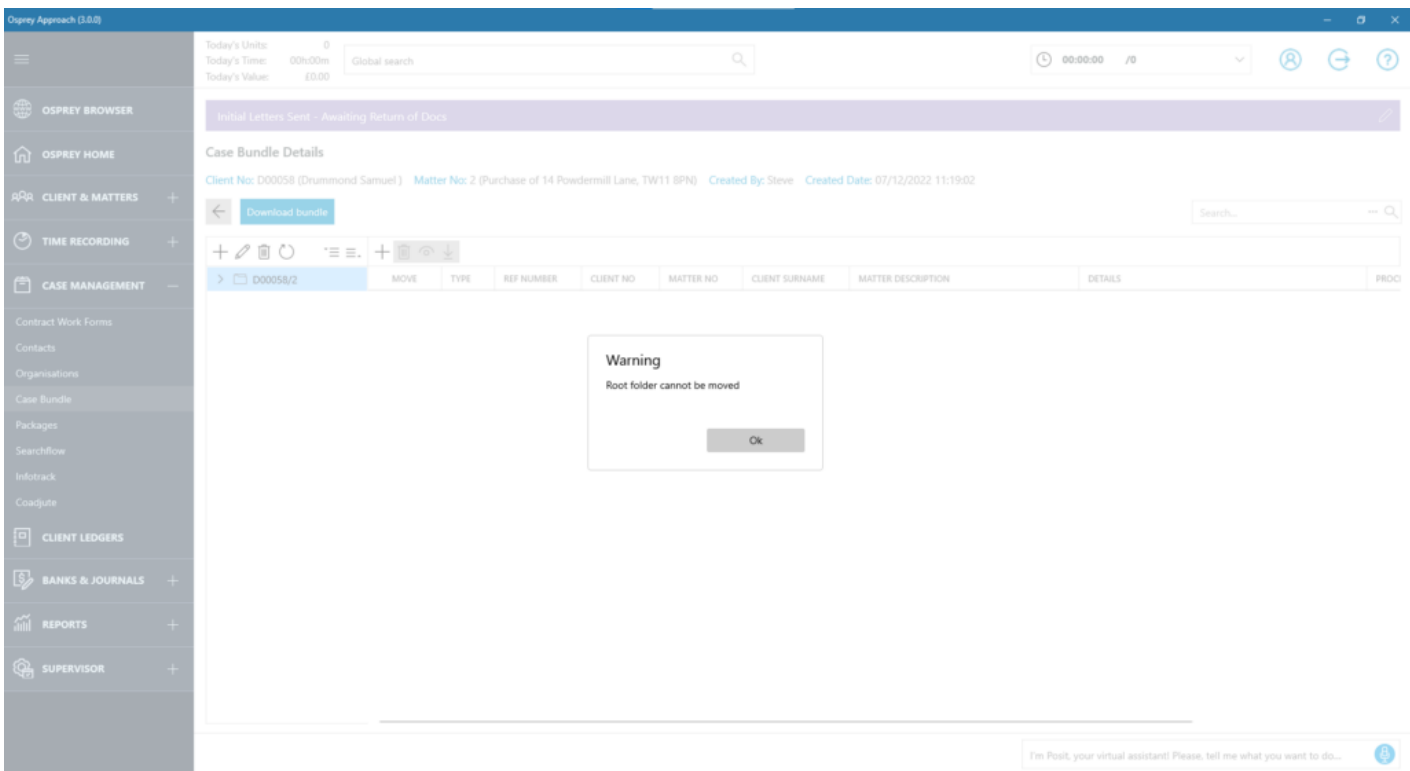 Osprey Approach (3.0.0)
Today's Units: 0
Today's Time: 00h:00m
Today's Value: £0.00
Global search
00:00:00 /0
OSPREY BROWSER
OSPREY HOME
CLIENT & MATTERS
TIME RECORDING
CASE MANAGEMENT
Contract Work Forms
Contacts
Organisations
Case Bundle
Packages
Searchflow
Infotrack
Coadjute
CLIENT LEDGERS
BANKS & JOURNALS
REPORTS
SUPERVISOR
Initial Letters Sent - Awaiting Return of Docs
Case Bundle Details
Client No: D00058 (Drummond Samuel ) Matter No: 2 (Purchase of 14 Powdermill Lane, TW11 8PN) Created By: Steve Created Date: 07/12/2022 11:19:02
Download bundle
Search...
D00058/2
MOVE TYPE REF NUMBER CLIENT NO MATTER NO CLIENT SURNAME MATTER DESCRIPTION DETAILS PROC
Warning
Root folder cannot be moved
Ok
I'm Posit, your virtual assistant! Please, tell me what you want to do...